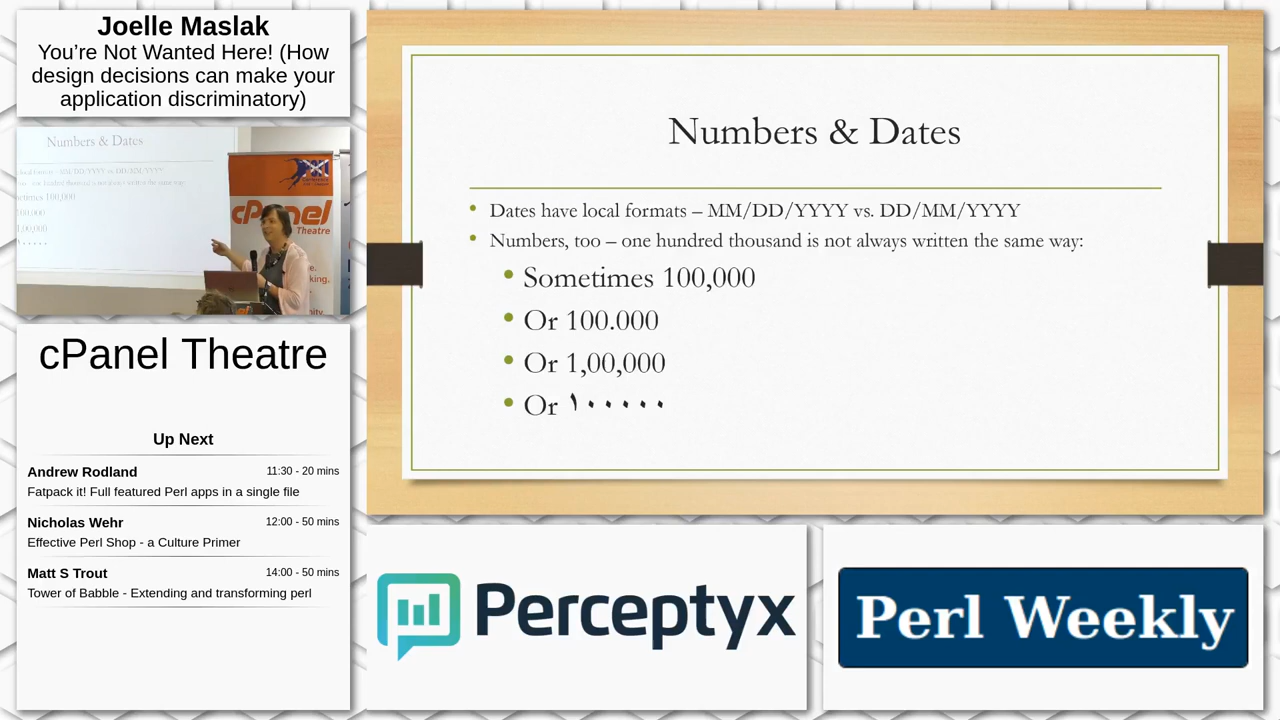 Joelle Maslak
You’re Not Wanted Here! (How
design decisions can make your
application discriminatory)
Numbers & Dates
cPanel
Theatre
cPanel Theatre
Up Next
Andrew Rodland 11:30 - 20 mins
Fatpack it! Full featured Perl apps in a single file
Nicholas Wehr 12:00 - 50 mins
Effective Perl Shop - a Culture Primer
Matt S Trout 14:00 - 50 mins
Tower of Babble - Extending and transforming perl
Numbers & Dates
Dates have local formats – MM/DD/YYYY vs. DD/MM/YYYY
Numbers, too – one hundred thousand is not always written the same way:
Sometimes 100,000
Or 100.000
Or 1,00,000
Or ١٠٠٠٠٠
Perceptyx
Perl Weekly